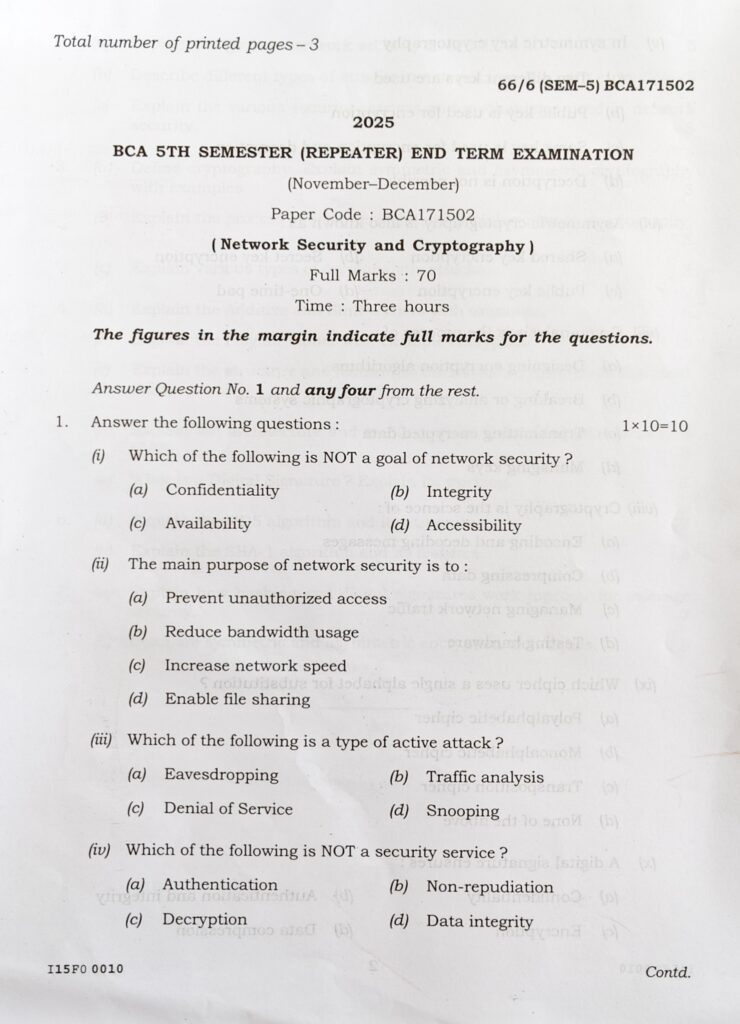 Total number of printed pages – 3
66/6 (SEM–5) BCA171502
2025
BCA 5TH SEMESTER (REPEATER) END TERM EXAMINATION
(November–December)
Paper Code : BCA171502
( Network Security and Cryptography )
Full Marks : 70
Time : Three hours
The figures in the margin indicate full marks for the questions.
Answer Question No. 1 and any four from the rest.
1. Answer the following questions : 1×10=10
(i) Which of the following is NOT a goal of network security ?
(a) Confidentiality (b) Integrity
(c) Availability (d) Accessibility
(ii) The main purpose of network security is to :
(a) Prevent unauthorized access
(b) Reduce bandwidth usage
(c) Increase network speed
(d) Enable file sharing
(iii) Which of the following is a type of active attack ?
(a) Eavesdropping (b) Traffic analysis
(c) Denial of Service (d) Snooping
(iv) Which of the following is NOT a security service ?
(a) Authentication (b) Non-repudiation
(c) Decryption (d) Data integrity
I15F0 0010 Contd.